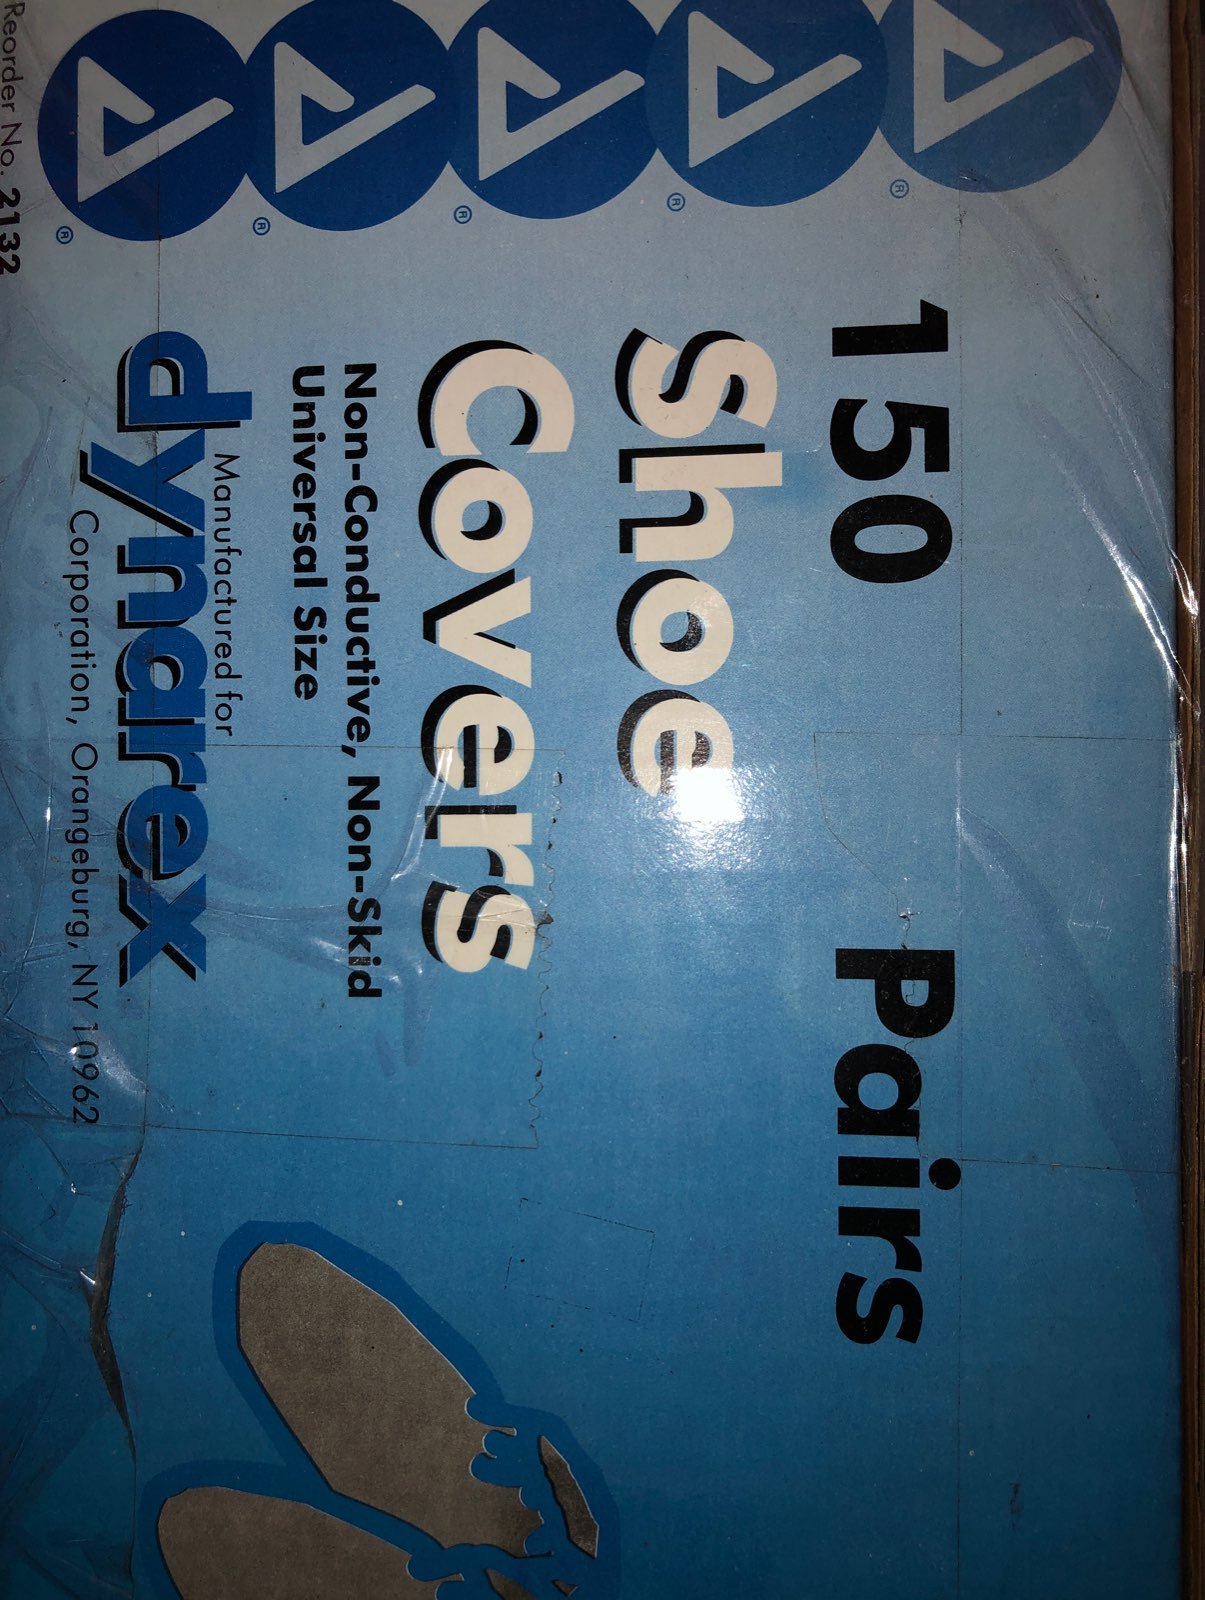 150 Pairs
Shoe
Covers
Non-Conductive, Non-Skid
Universal Size
Manufactured for
dynarex
Corporation, Orangeburg, NY 10962
Reorder No. 2132
®
®
®
®
®